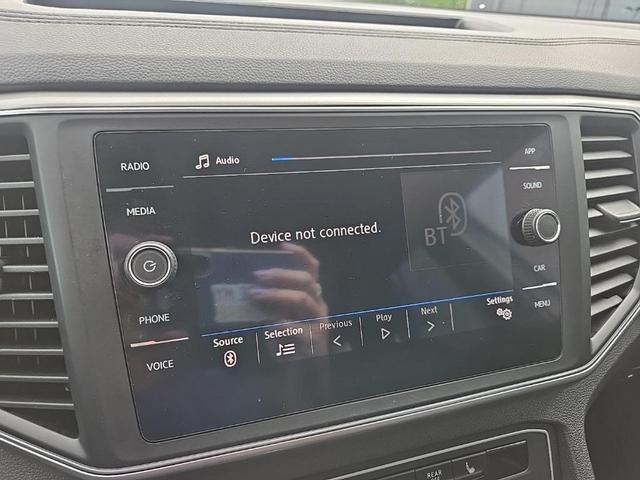 RADIO
MEDIA
PHONE
VOICE
Audio
Device not connected.
BT
Source
Selection
Previous
Play
Next
Settings
APP
SOUND
CAR
MENU
REAR